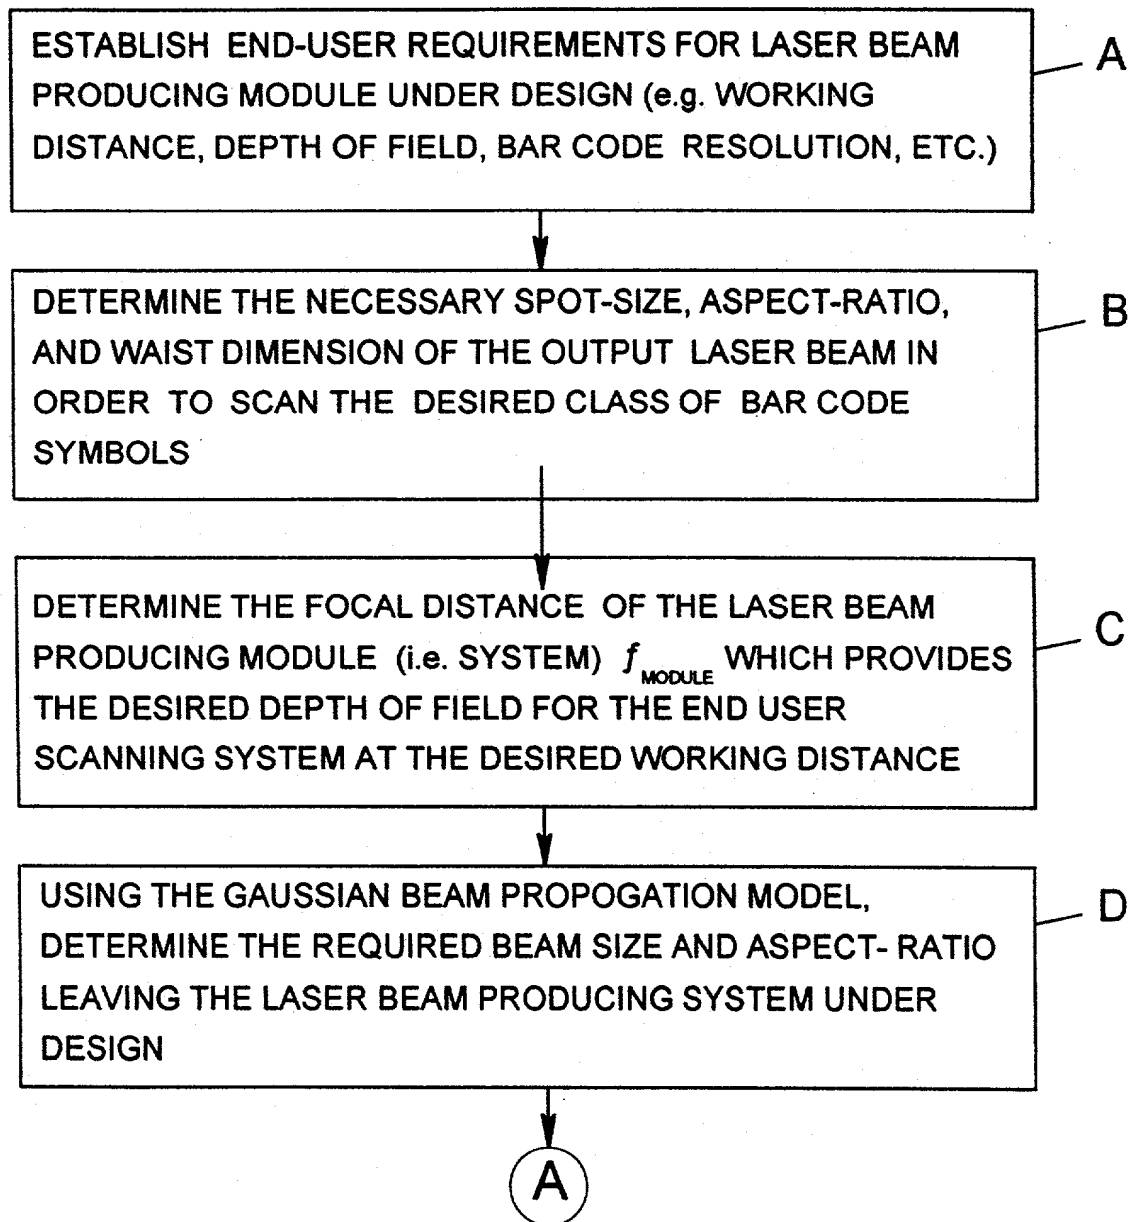 ESTABLISH END-USER REQUIREMENTS FOR LASER BEAM
PRODUCING MODULE UNDER DESIGN (e.g. WORKING
DISTANCE, DEPTH OF FIELD, BAR CODE RESOLUTION, ETC.)
A
DETERMINE THE NECESSARY SPOT-SIZE, ASPECT-RATIO,
AND WAIST DIMENSION OF THE OUTPUT LASER BEAM IN
ORDER TO SCAN THE DESIRED CLASS OF BAR CODE
SYMBOLS
B
DETERMINE THE FOCAL DISTANCE OF THE LASER BEAM
PRODUCING MODULE (i.e. SYSTEM) f MODULE WHICH PROVIDES
THE DESIRED DEPTH OF FIELD FOR THE END USER
SCANNING SYSTEM AT THE DESIRED WORKING DISTANCE
C
USING THE GAUSSIAN BEAM PROPOGATION MODEL,
DETERMINE THE REQUIRED BEAM SIZE AND ASPECT- RATIO
LEAVING THE LASER BEAM PRODUCING SYSTEM UNDER
DESIGN
D
A